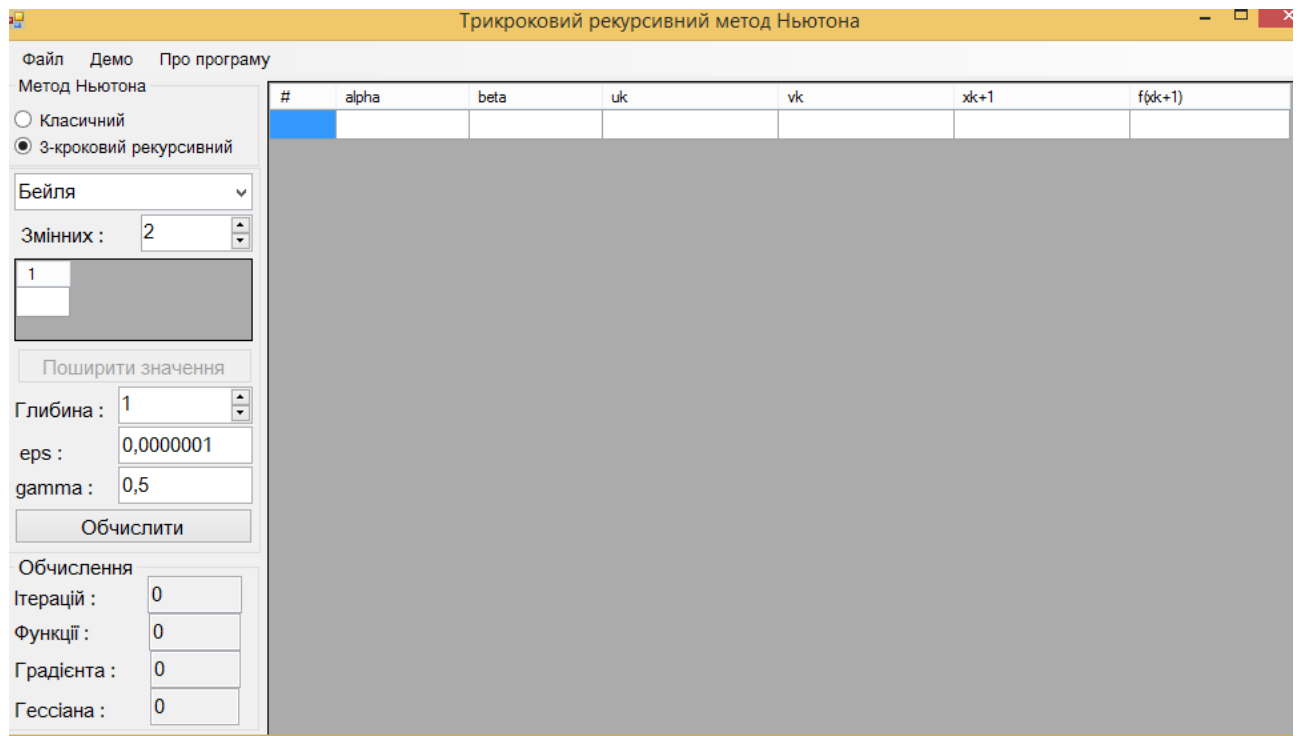 Трикроковий рекурсивний метод Ньютона
Файл Демо Про програму
Метод Ньютона
Класичний
3-кроковий рекурсивний
Бейля
Змінних : 2
1
Поширити значення
Глибина : 1
eps : 0,0000001
gamma : 0,5
Обчислити
Обчислення
Ітерацій : 0
Функції : 0
Градієнта : 0
Гессіана : 0
# alpha beta uk vk xk+1 f(xk+1)